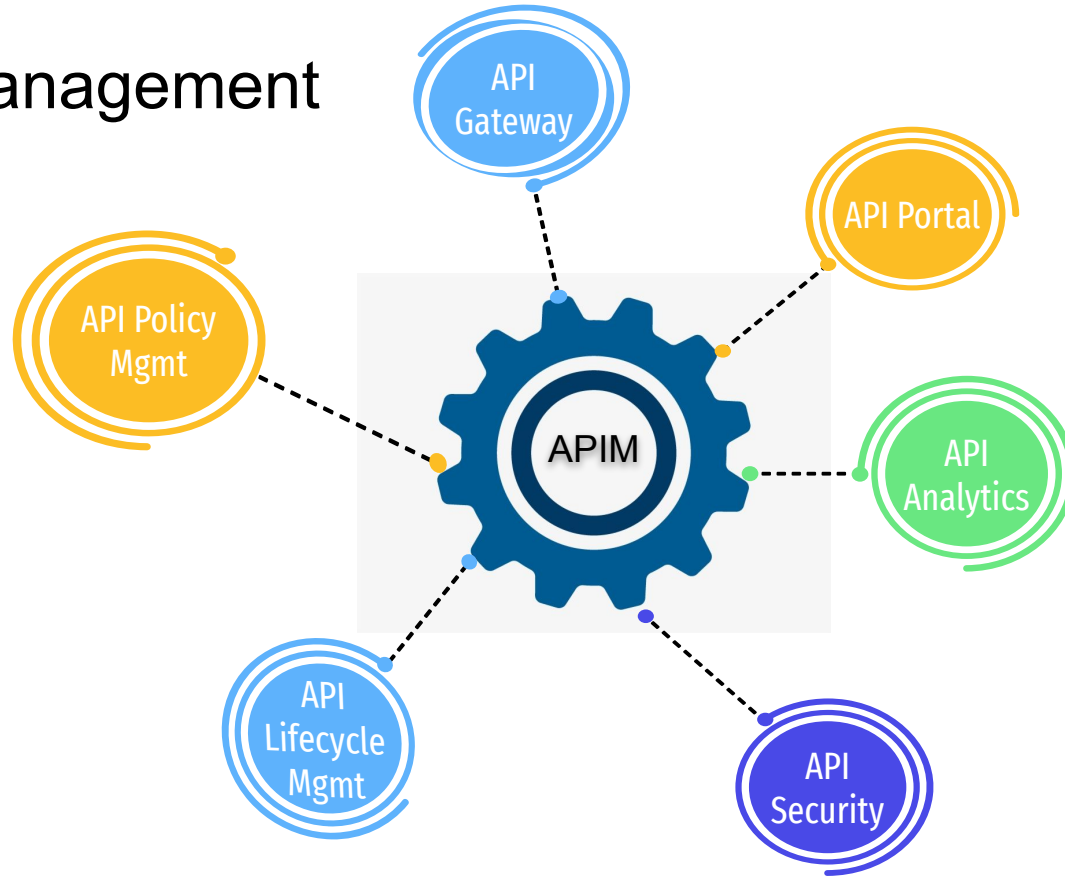 anagement
API
Gateway
API Portal
API Policy
Mgmt
APIM
API
Analytics
API
Lifecycle
Mgmt
API
Security